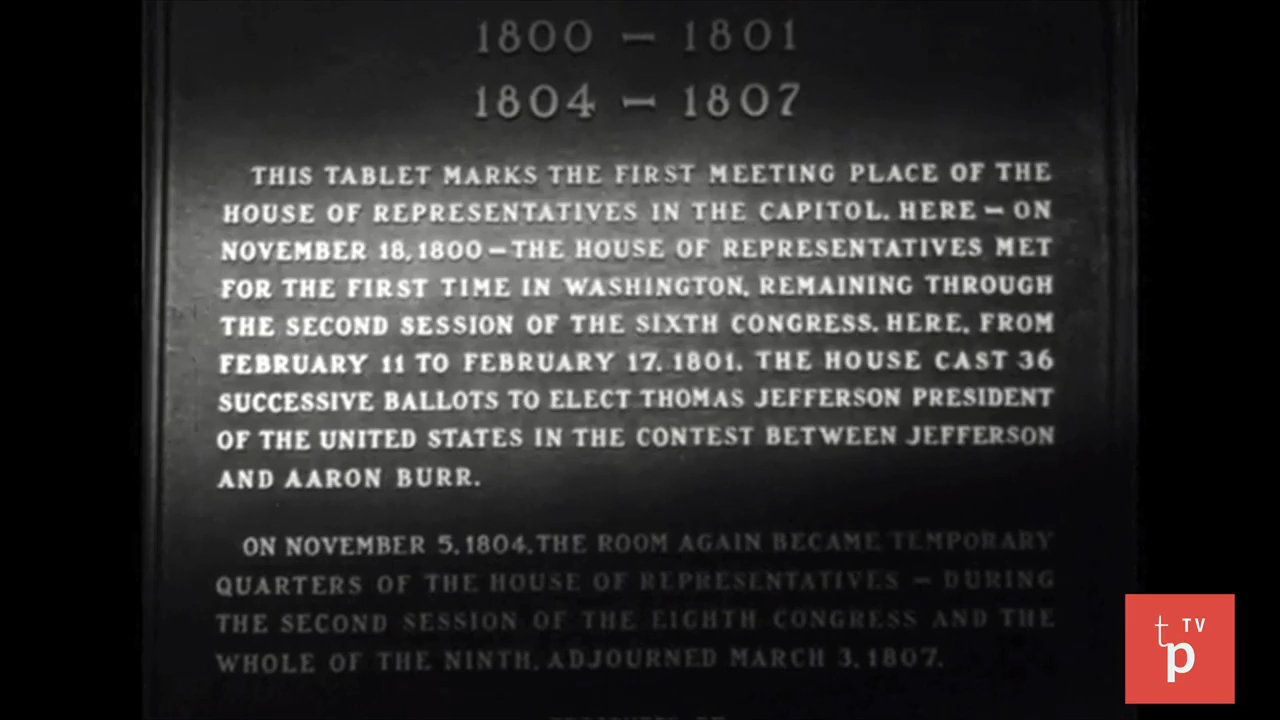 1800 — 1801
1804 — 1807
THIS TABLET MARKS THE FIRST MEETING PLACE OF THE
HOUSE OF REPRESENTATIVES IN THE CAPITOL. HERE — ON
NOVEMBER 18, 1800 — THE HOUSE OF REPRESENTATIVES MET
FOR THE FIRST TIME IN WASHINGTON, REMAINING THROUGH
THE SECOND SESSION OF THE SIXTH CONGRESS. HERE, FROM
FEBRUARY 11 TO FEBRUARY 17, 1801, THE HOUSE CAST 36
SUCCESSIVE BALLOTS TO ELECT THOMAS JEFFERSON PRESIDENT
OF THE UNITED STATES IN THE CONTEST BETWEEN JEFFERSON
AND AARON BURR.
ON NOVEMBER 5, 1804, THE ROOM AGAIN BECAME TEMPORARY
QUARTERS OF THE HOUSE OF REPRESENTATIVES — DURING
THE SECOND SESSION OF THE EIGHTH CONGRESS AND THE
WHOLE OF THE NINTH, ADJOURNED MARCH 3, 1807.
tp TV